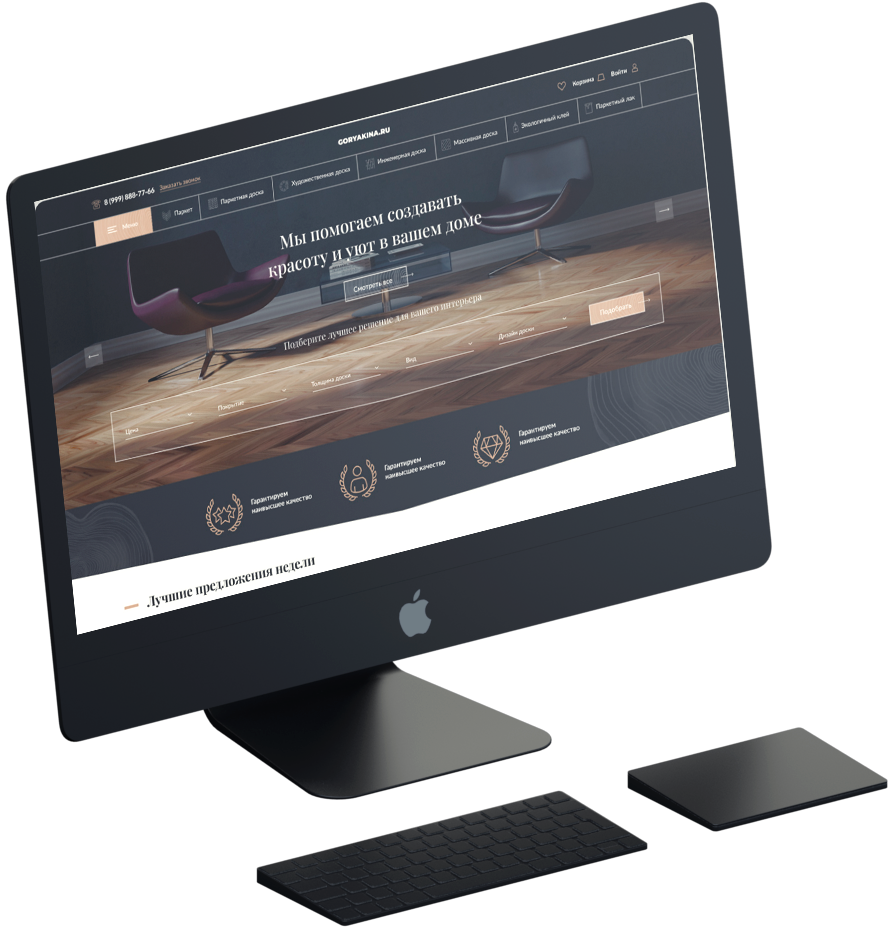 Корзина
Войти
GORYAKINA.RU
8 (999) 888-77-66
Заказать звонок
Меню
Паркет
Паркетная доска
Художественная доска
Инженерная доска
Массивная доска
Экологичный клей
Паркетный лак
Мы помогаем создавать
красоту и уют в вашем доме
Смотреть все
Подберите лучшее решение для вашего интерьера
Цена
Покрытие
Толщина доски
Вид
Дизайн доски
Подобрать
Гарантируем
наивысшее качество
Гарантируем
наивысшее качество
Гарантируем
наивысшее качество
Лучшие предложения недели